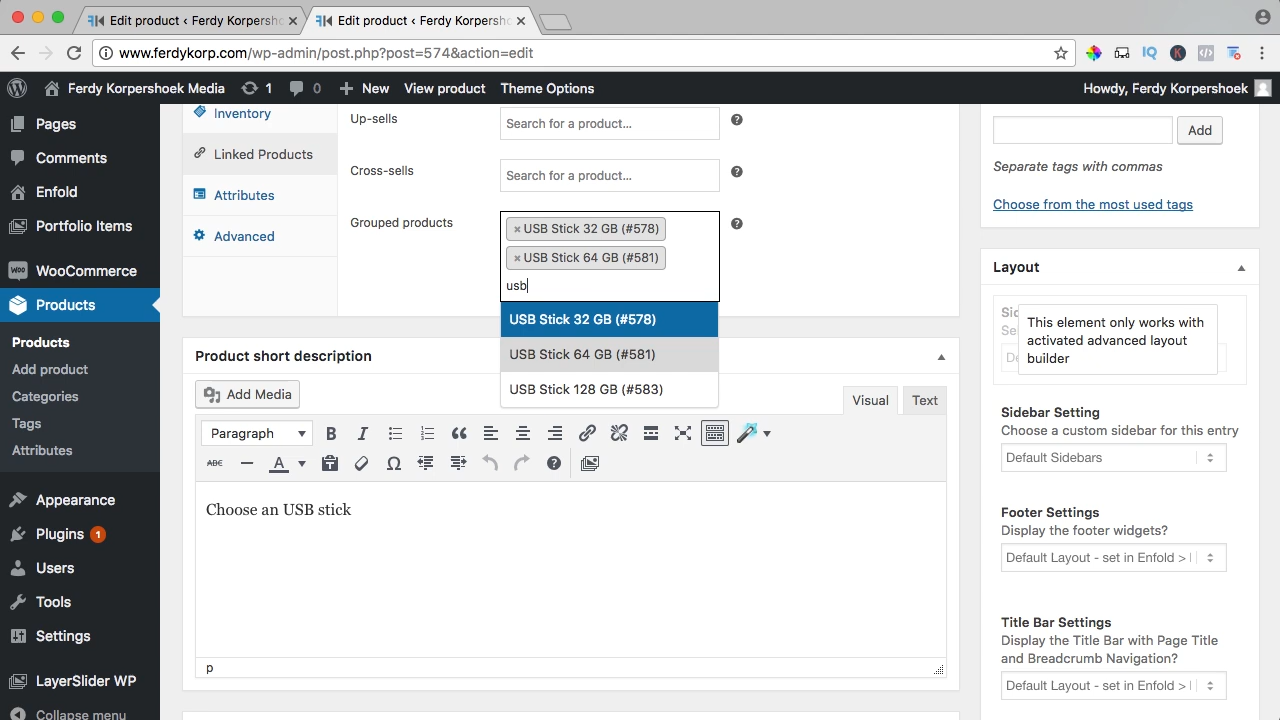 Edit product ‹ Ferdy Korpersho
Edit product ‹ Ferdy Korpersho
www.ferdykorp.com/wp-admin/post.php?post=574&action=edit
Ferdy Korpershoek Media
1
0
New
View product
Theme Options
Howdy, Ferdy Korpershoek
Pages
Comments
Enfold
Portfolio Items
WooCommerce
Products
Products
Add product
Categories
Tags
Attributes
Appearance
Plugins 1
Users
Tools
Settings
LayerSlider WP
Collapse menu
Inventory
Linked Products
Attributes
Advanced
Up-sells
Search for a product…
Cross-sells
Search for a product…
Grouped products
× USB Stick 32 GB (#578)
× USB Stick 64 GB (#581)
usb
USB Stick 32 GB (#578)
USB Stick 64 GB (#581)
USB Stick 128 GB (#583)
Product short description
Add Media
Visual
Text
Paragraph
B
I
ABC
A
Choose an USB stick
p
Add
Separate tags with commas
Choose from the most used tags
Layout
This element only works with
activated advanced layout
builder
Sidebar Setting
Choose a custom sidebar for this entry
Default Sidebars
Footer Settings
Display the footer widgets?
Default Layout - set in Enfold >
Title Bar Settings
Display the Title Bar with Page Title
and Breadcrumb Navigation?
Default Layout - set in Enfold >